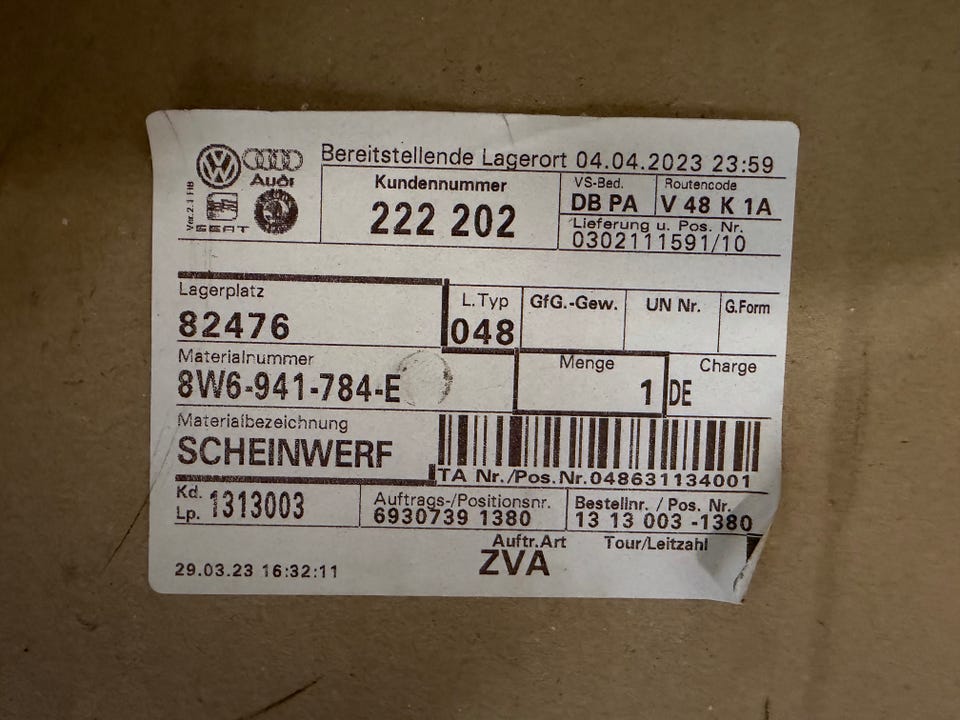 Bereitstellende Lagerort 04.04.2023 23:59
Audi
SEAT
Ver.2.1 FHB
Kundennummer
222 202
VS-Bed.
DB PA
Routencode
V 48 K 1A
Lieferung u. Pos. Nr.
0302111591/10
Lagerplatz
82476
L.Typ
048
GfG.-Gew.
UN Nr.
G.Form
Materialnummer
8W6-941-784-E
Menge
1 DE
Charge
Materialbezeichnung
SCHEINWERF
TA Nr./Pos.Nr.048631134001
Kd. Lp. 1313003
Auftrags-/Positionsnr.
6930739 1380
Bestellnr. / Pos. Nr.
13 13 003 -1380
Auftr.Art
ZVA
Tour/Leitzahl
29.03.23 16:32:11